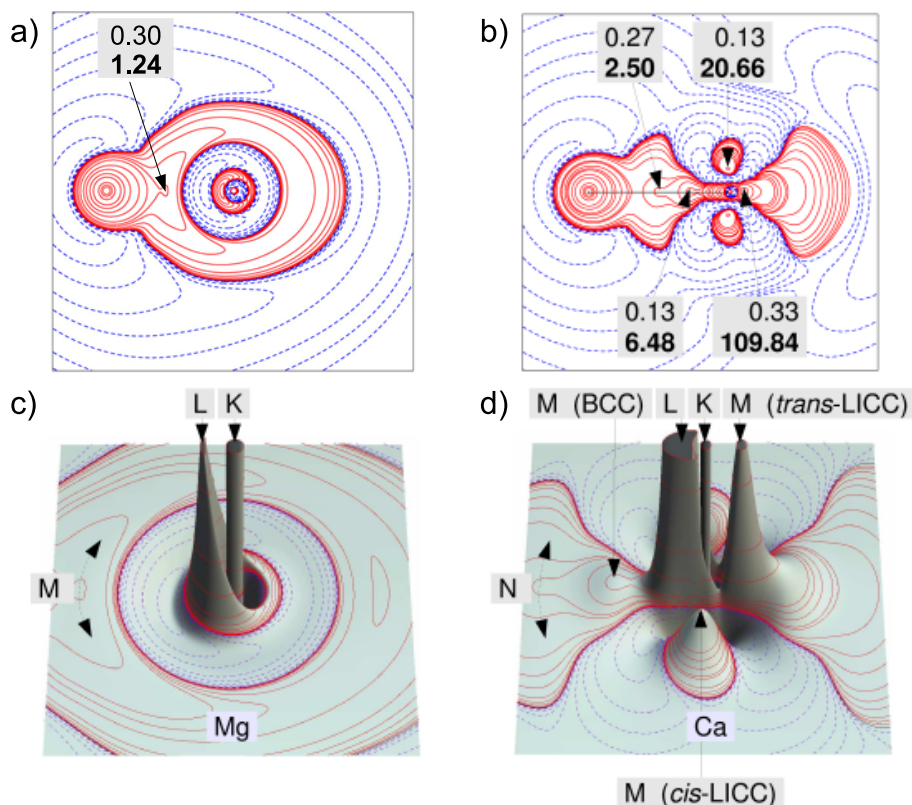 a)
0.30
1.24
b)
0.27
2.50
0.13
20.66
0.13
6.48
0.33
109.84
c)
L K
M
Mg
d)
M (BCC) L K M (trans-LICC)
N
Ca
M (cis-LICC)